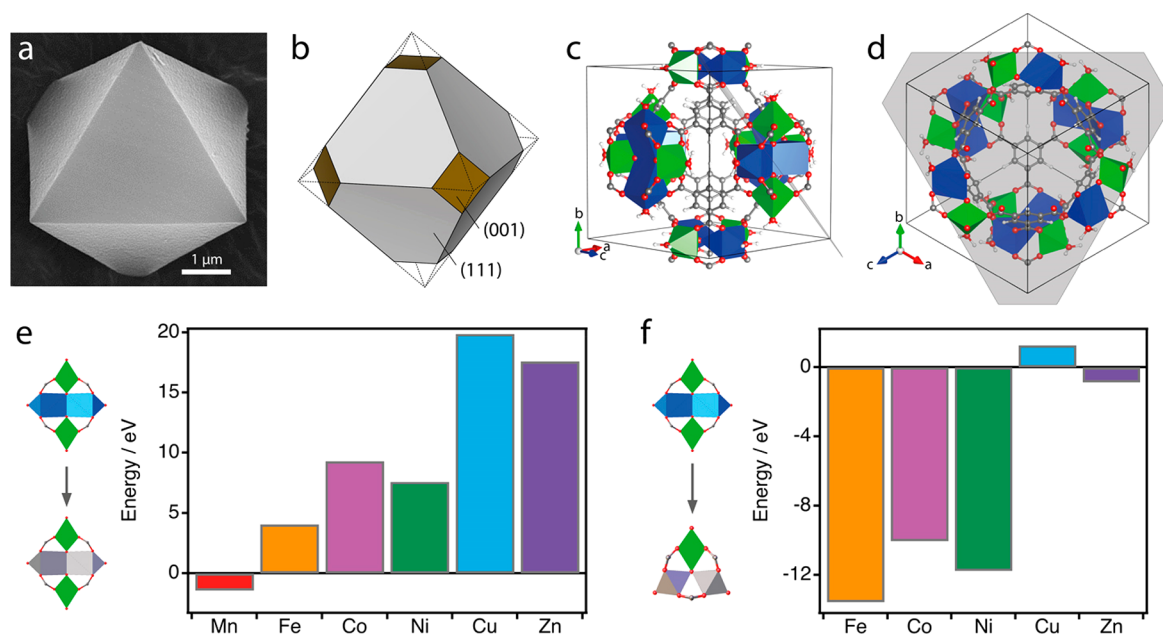 a
1 µm
b
(001)
(111)
c
b
a
c
d
b
c
a
e
Energy / eV
20
15
10
5
0
Mn Fe Co Ni Cu Zn
f
Energy / eV
0
-4
-8
-12
Fe Co Ni Cu Zn